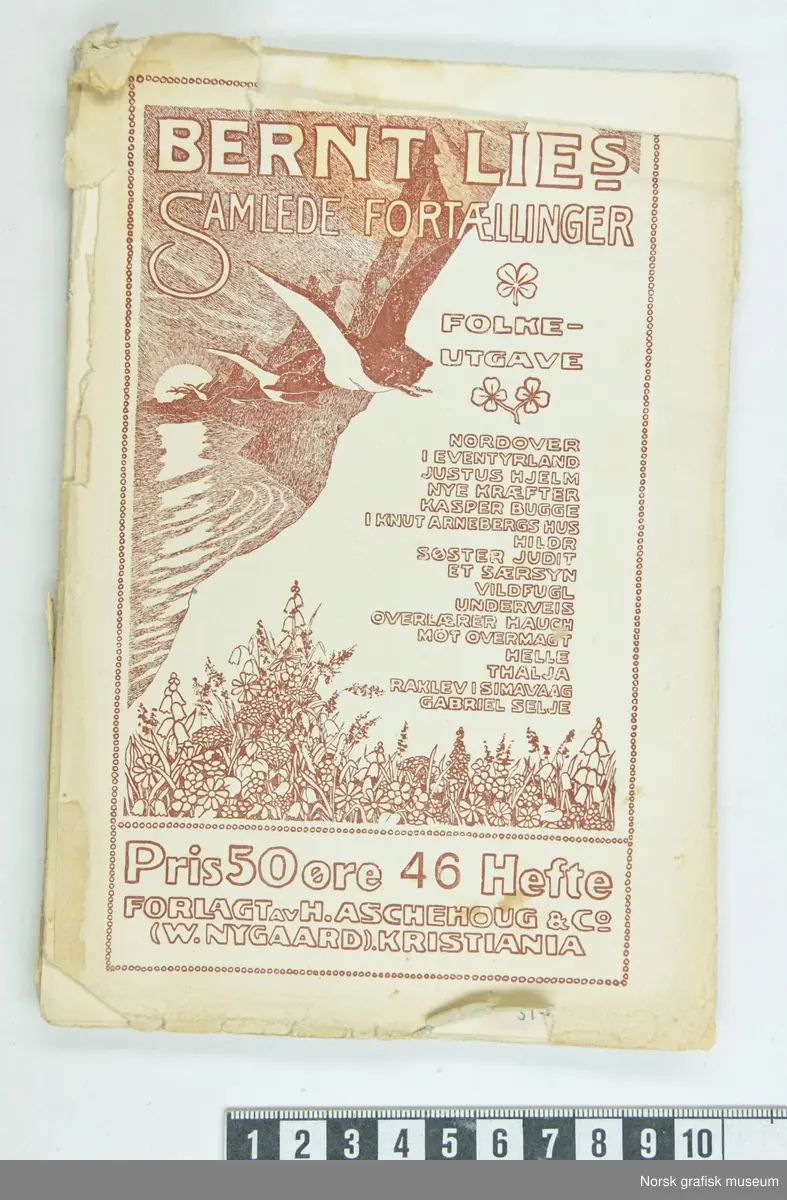 BERNT LIES
SAMLEDE FORTÆLLINGER
FOLKE-
UTGAVE
NORDOVER
I EVENTYRLAND
JUSTUS HJELM
NYE KRÆFTER
KASPER BUGGE
I KNUT ARNEBERGS HUS
HILDR
SØSTER JUDIT
ET SÆRSYN
VILDFUGL
UNDERVEIS
OVERLÆRER HAUCH
MOT OVERMAGT
HELLE
THALJA
RAKLEV I SIMAVAAG
GABRIEL SELJE
Pris 50 øre 46 Hefte
FORLAGT AV H. ASCHEHOUG & Co
(W. NYGAARD). KRISTIANIA
1 2 3 4 5 6 7 8 9 10
Norsk grafisk museum